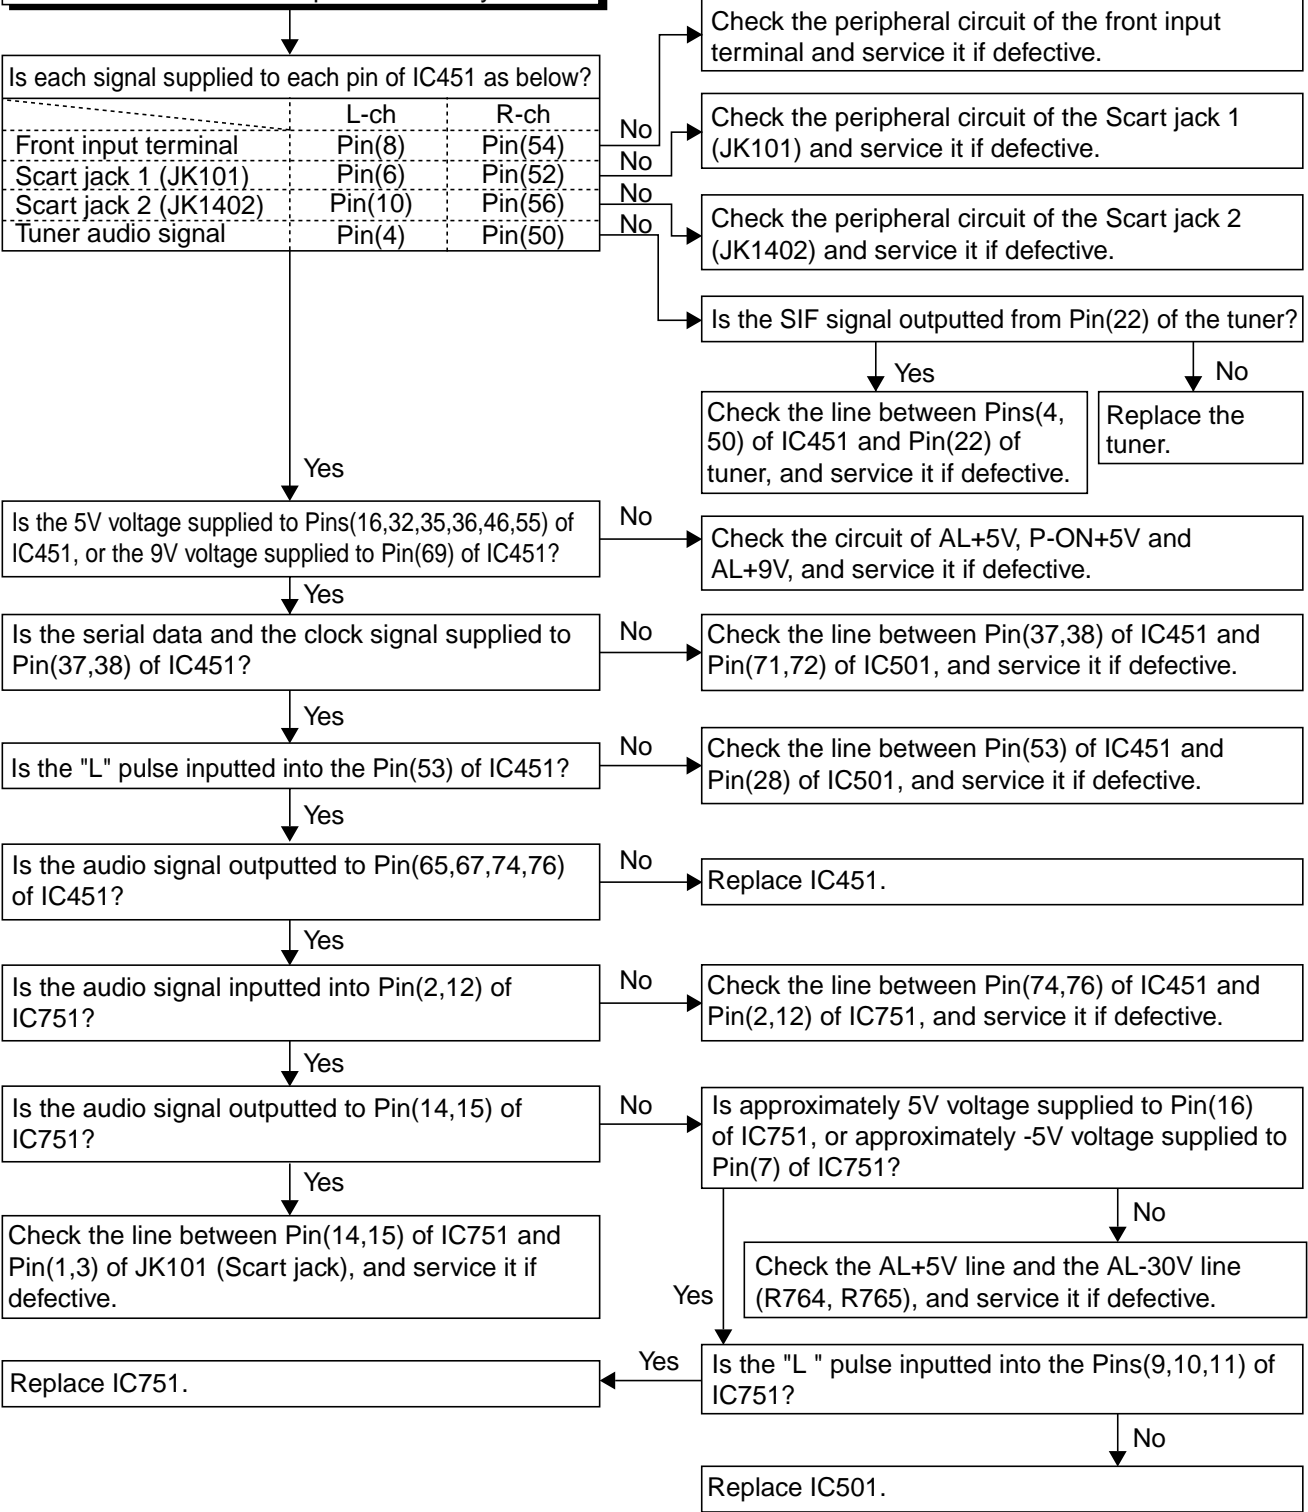 Check the peripheral circuit of the front input
terminal and service it if defective.
Is each signal supplied to each pin of IC451 as below?
L-ch R-ch
Front input terminal Pin(8) Pin(54)
Scart jack 1 (JK101) Pin(6) Pin(52)
Scart jack 2 (JK1402) Pin(10) Pin(56)
Tuner audio signal Pin(4) Pin(50)
No
No
No
No
Check the peripheral circuit of the Scart jack 1
(JK101) and service it if defective.
Check the peripheral circuit of the Scart jack 2
(JK1402) and service it if defective.
Is the SIF signal outputted from Pin(22) of the tuner?
Yes
No
Check the line between Pins(4,
50) of IC451 and Pin(22) of
tuner, and service it if defective.
Replace the
tuner.
Yes
Is the 5V voltage supplied to Pins(16,32,35,36,46,55) of
IC451, or the 9V voltage supplied to Pin(69) of IC451?
No
Check the circuit of AL+5V, P-ON+5V and
AL+9V, and service it if defective.
Yes
Is the serial data and the clock signal supplied to
Pin(37,38) of IC451?
No
Check the line between Pin(37,38) of IC451 and
Pin(71,72) of IC501, and service it if defective.
Yes
Is the "L" pulse inputted into the Pin(53) of IC451?
No
Check the line between Pin(53) of IC451 and
Pin(28) of IC501, and service it if defective.
Yes
Is the audio signal outputted to Pin(65,67,74,76)
of IC451?
No
Replace IC451.
Yes
Is the audio signal inputted into Pin(2,12) of
IC751?
No
Check the line between Pin(74,76) of IC451 and
Pin(2,12) of IC751, and service it if defective.
Yes
Is the audio signal outputted to Pin(14,15) of
IC751?
No
Is approximately 5V voltage supplied to Pin(16)
of IC751, or approximately -5V voltage supplied to
Pin(7) of IC751?
Yes
Check the line between Pin(14,15) of IC751 and
Pin(1,3) of JK101 (Scart jack), and service it if
defective.
No
Check the AL+5V line and the AL-30V line
(R764, R765), and service it if defective.
Yes
Is the "L " pulse inputted into the Pins(9,10,11) of
IC751?
Yes
Replace IC751.
No
Replace IC501.